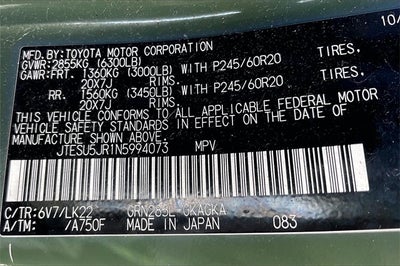 10/
MFD.BY:TOYOTA MOTOR CORPORATION
GVWR: 2855KG (6300LB)
GAWR:FRT. 1360KG (3000LB) WITH P245/60R20 TIRES,
20X7J RIMS.
RR. 1560KG (3450LB) WITH P245/60R20 TIRES,
20X7J RIMS.
THIS VEHICLE CONFORMS TO ALL APPLICABLE FEDERAL MOTOR
VEHICLE SAFETY STANDARDS IN EFFECT ON THE DATE OF
MANUFACTURE SHOWN ABOVE.
JTESU5JR1N5994073 MPV
C/TR:6V7/LK22 GRN285L GKAGKA
A/TM: /A750F MADE IN JAPAN 083